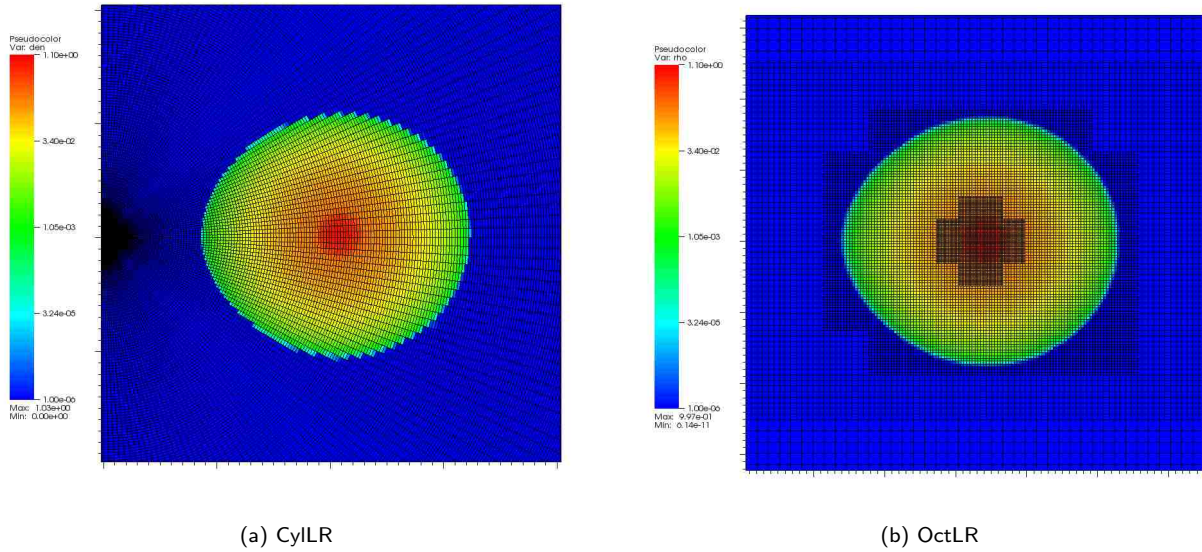 Pseudocolor
Var: den
1.10e+00
3.40e-02
1.05e-03
3.24e-05
1.00e-06
Max: 1.03e+00
Min: 0.00e+00
(a) CylLR
Pseudocolor
Var: rho
1.10e+00
3.40e-02
1.05e-03
3.24e-05
1.00e-06
Max: 9.97e-01
Min: 6.14e-11
(b) OctLR